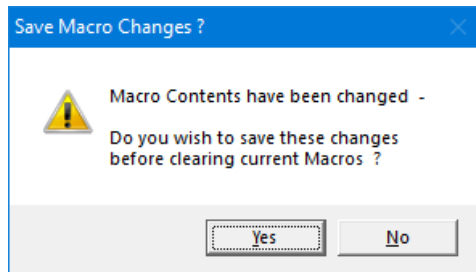 Save Macro Changes ?
Macro Contents have been changed  -
Do you wish to save these changes
before clearing current Macros  ?
Yes
No